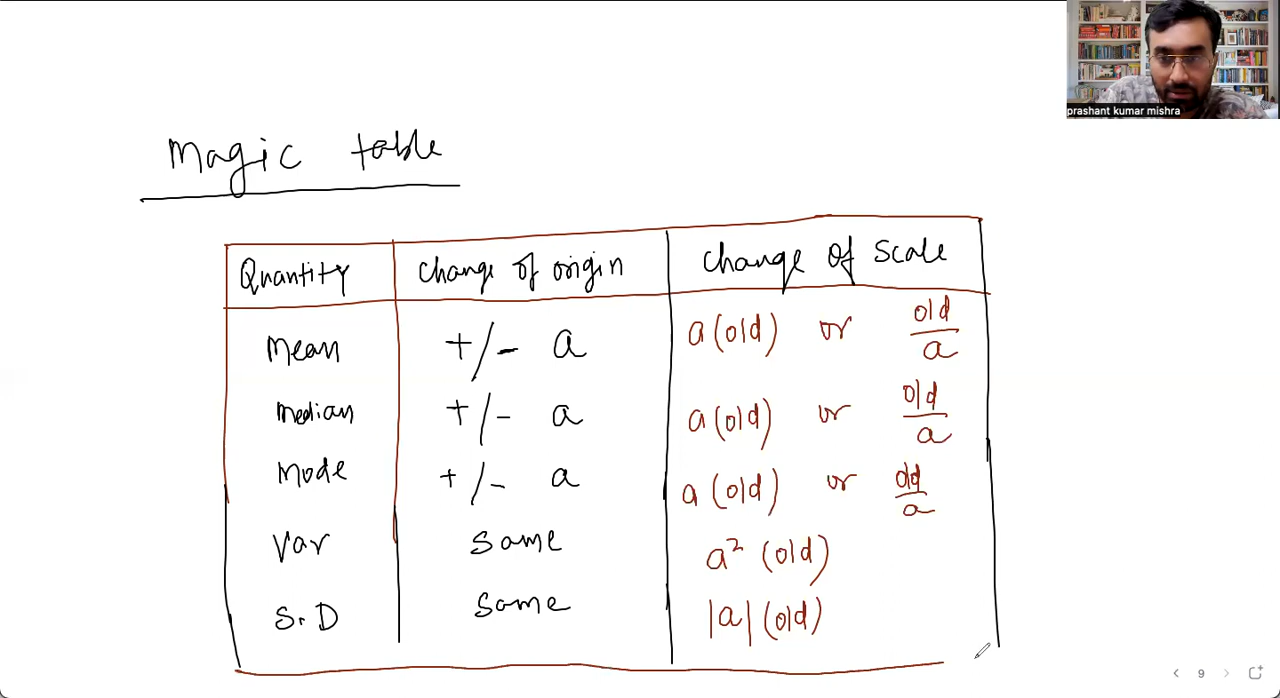 prashant kumar mishra
Magic table
Quantity change of origin change of scale
Mean +/- a a (old) or old/a
Median +/- a a (old) or old/a
Mode +/- a a (old) or old/a
Var same a² (old)
S.D same |a| (old)
9